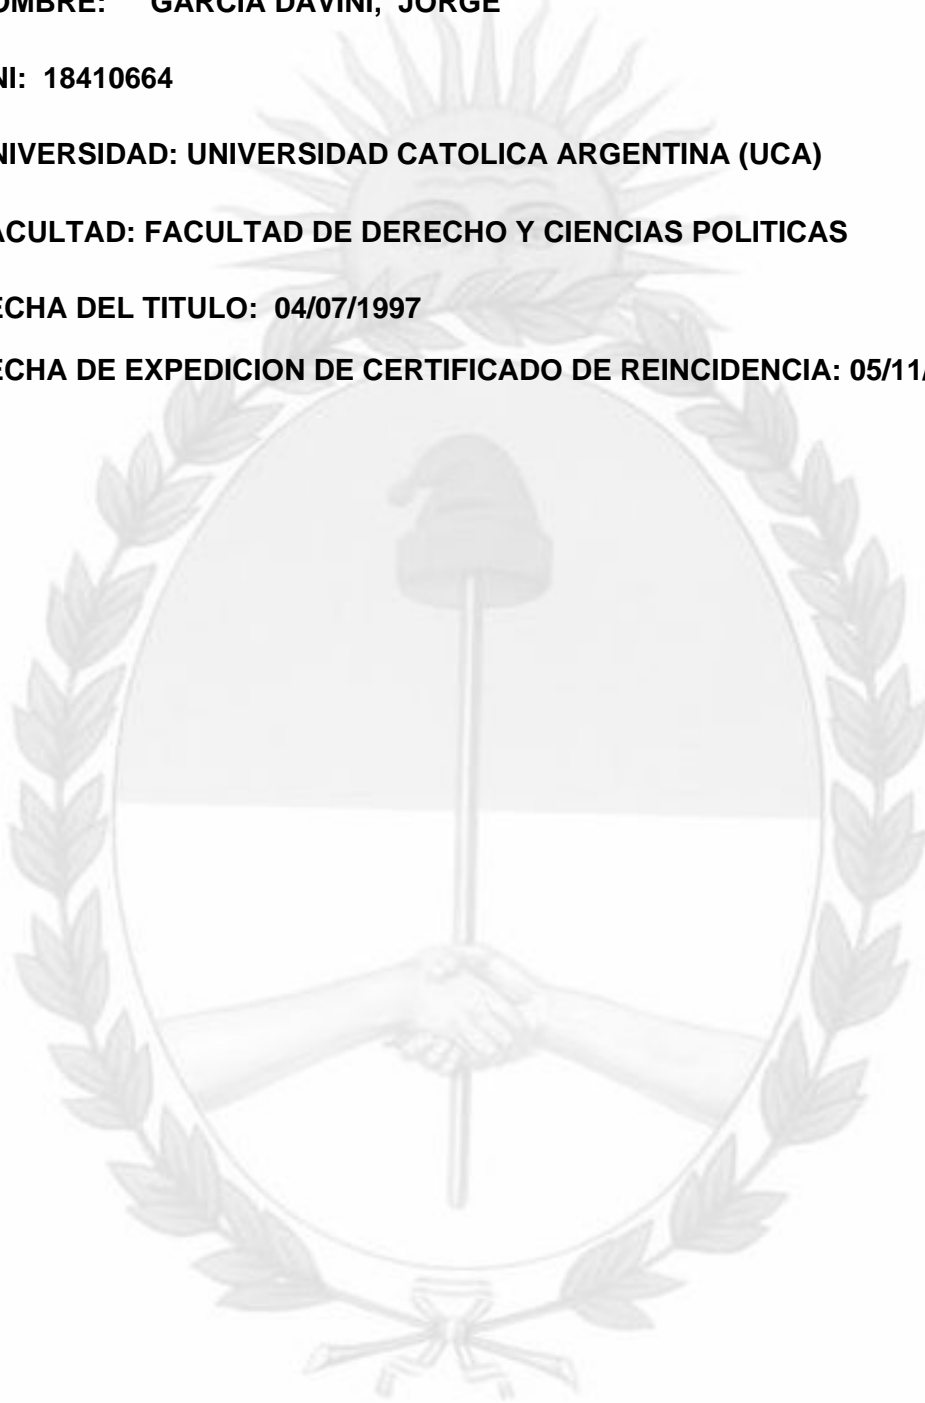 OMBRE: GARCIA DAVINI, JORGE
NI: 18410664
NIVERSIDAD: UNIVERSIDAD CATOLICA ARGENTINA (UCA)
ACULTAD: FACULTAD DE DERECHO Y CIENCIAS POLITICAS
ECHA DEL TITULO: 04/07/1997
ECHA DE EXPEDICION DE CERTIFICADO DE REINCIDENCIA: 05/11/